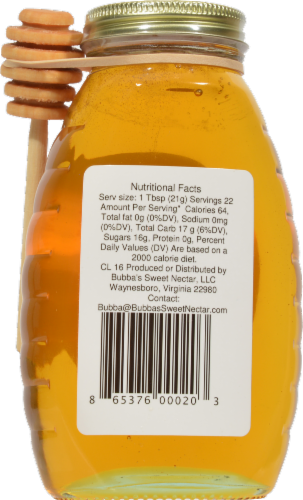 Nutritional Facts
Serv size: 1 Tbsp (21g) Servings 22
Amount Per Serving* Calories 64,
Total fat 0g (0%DV), Sodium 0mg
(0%DV), Total Carb 17 g (6%DV),
Sugars 16g, Protein 0g, Percent
Daily Values (DV) Are based on a
2000 calorie diet.
CL 16 Produced or Distributed by
Bubba's Sweet Nectar, LLC
Waynesboro, Virginia 22980
Contact:
Bubba@BubbasSweetNectar.com
8 65376 00020 3